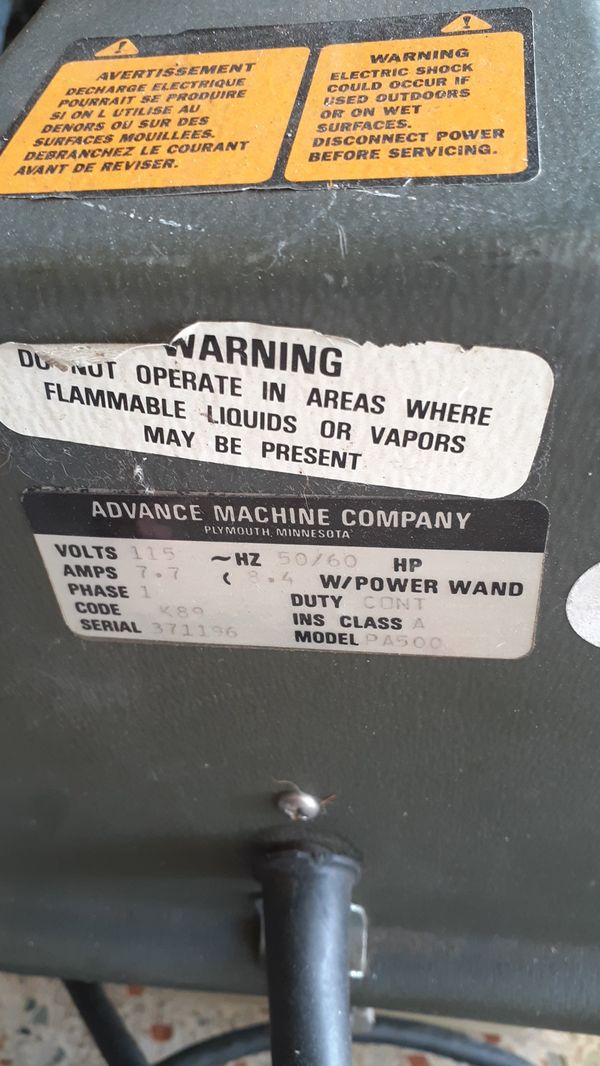 AVERTISSEMENT
DECHARGE ELECTRIQUE
POURRAIT SE PRODUIRE
SI ON L UTILISE AU
DENORS OU SUR DES
SURFACES MOUILLEES.
DEBRANCHEZ LE COURANT
AVANT DE REVISER.
WARNING
ELECTRIC SHOCK
COULD OCCUR IF
USED OUTDOORS
OR ON WET
SURFACES.
DISCONNECT POWER
BEFORE SERVICING.
WARNING
DO NOT OPERATE IN AREAS WHERE
FLAMMABLE LIQUIDS OR VAPORS
MAY BE PRESENT
ADVANCE MACHINE COMPANY
PLYMOUTH, MINNESOTA
VOLTS 115 ~HZ 50/60 HP
AMPS 7.7 ( 8.4 W/POWER WAND
PHASE 1 DUTY CONT
CODE K89 INS CLASS A
SERIAL 371196 MODEL PA500